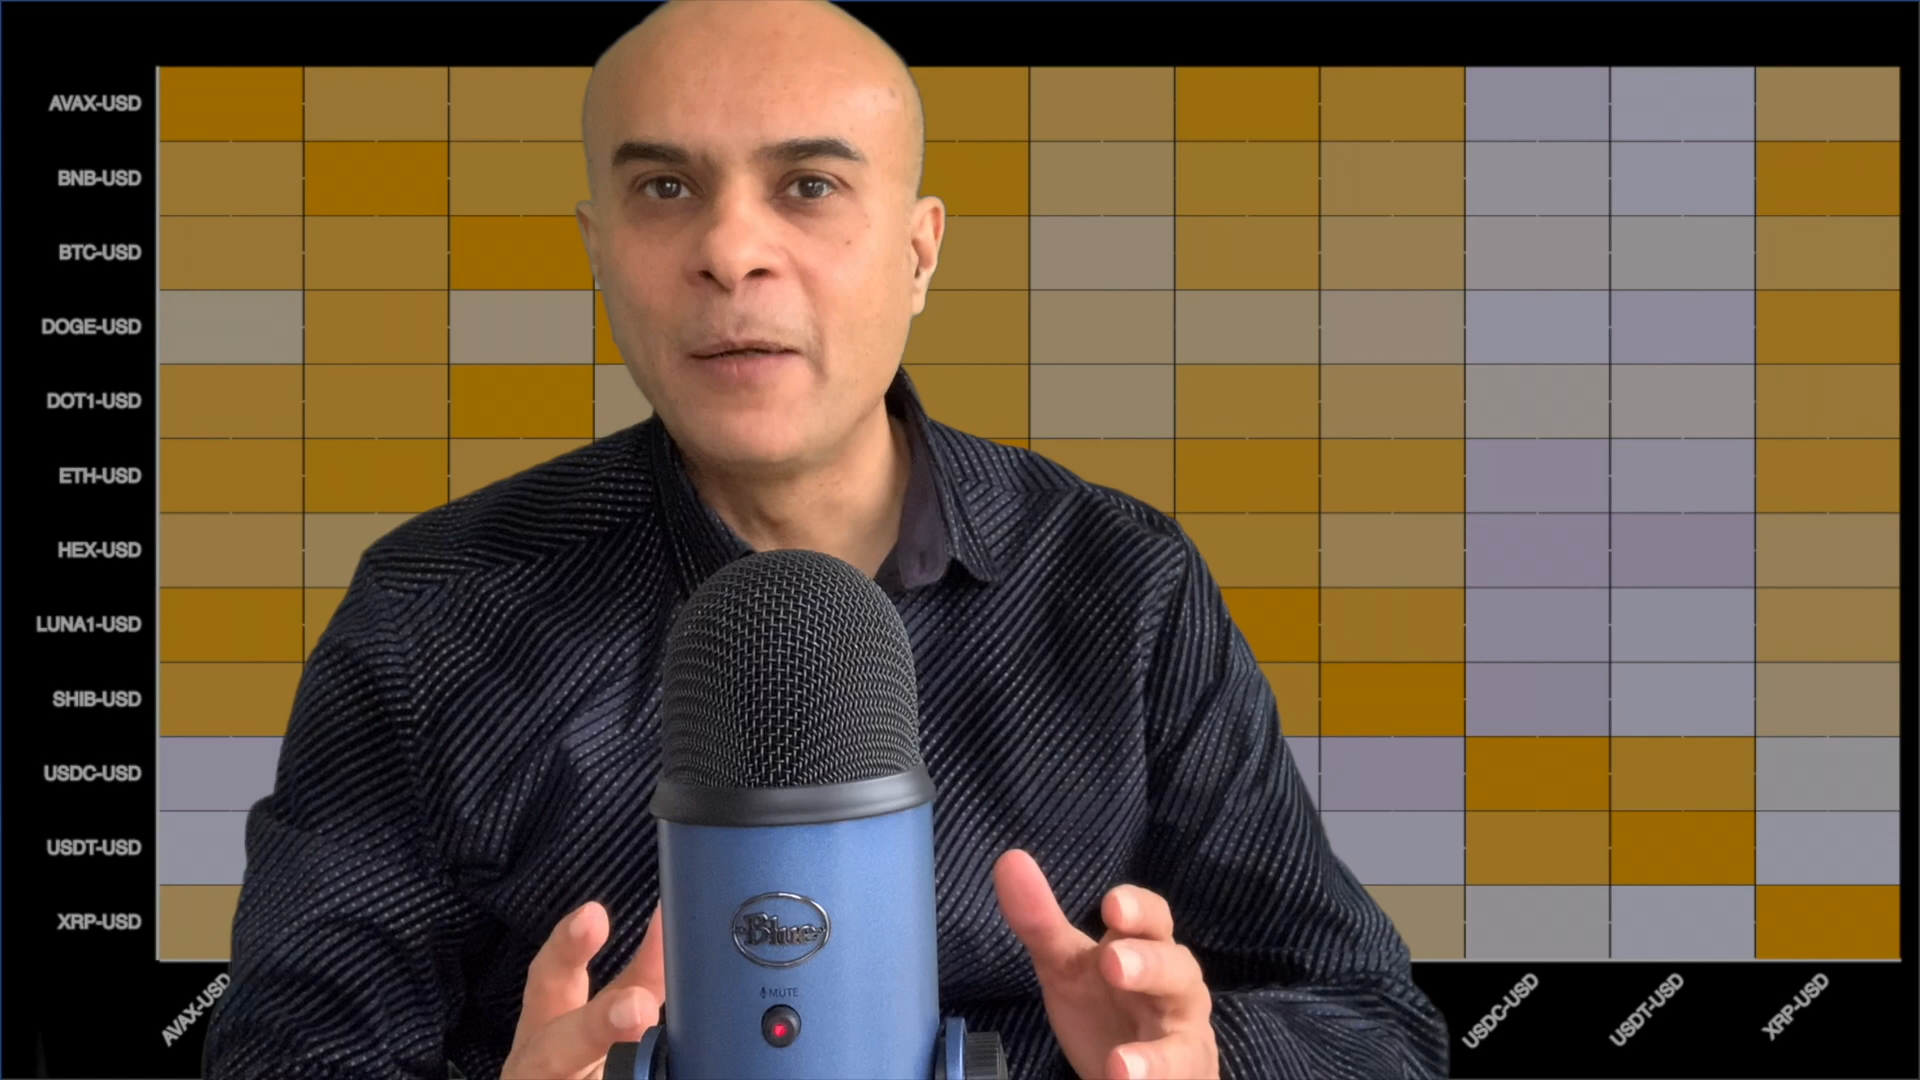 AVAX-USD
BNB-USD
BTC-USD
DOGE-USD
DOT1-USD
ETH-USD
HEX-USD
LUNA1-USD
SHIB-USD
USDC-USD
USDT-USD
XRP-USD
Blue
MUTE
AVAX-USD
USDC-USD
USDT-USD
XRP-USD